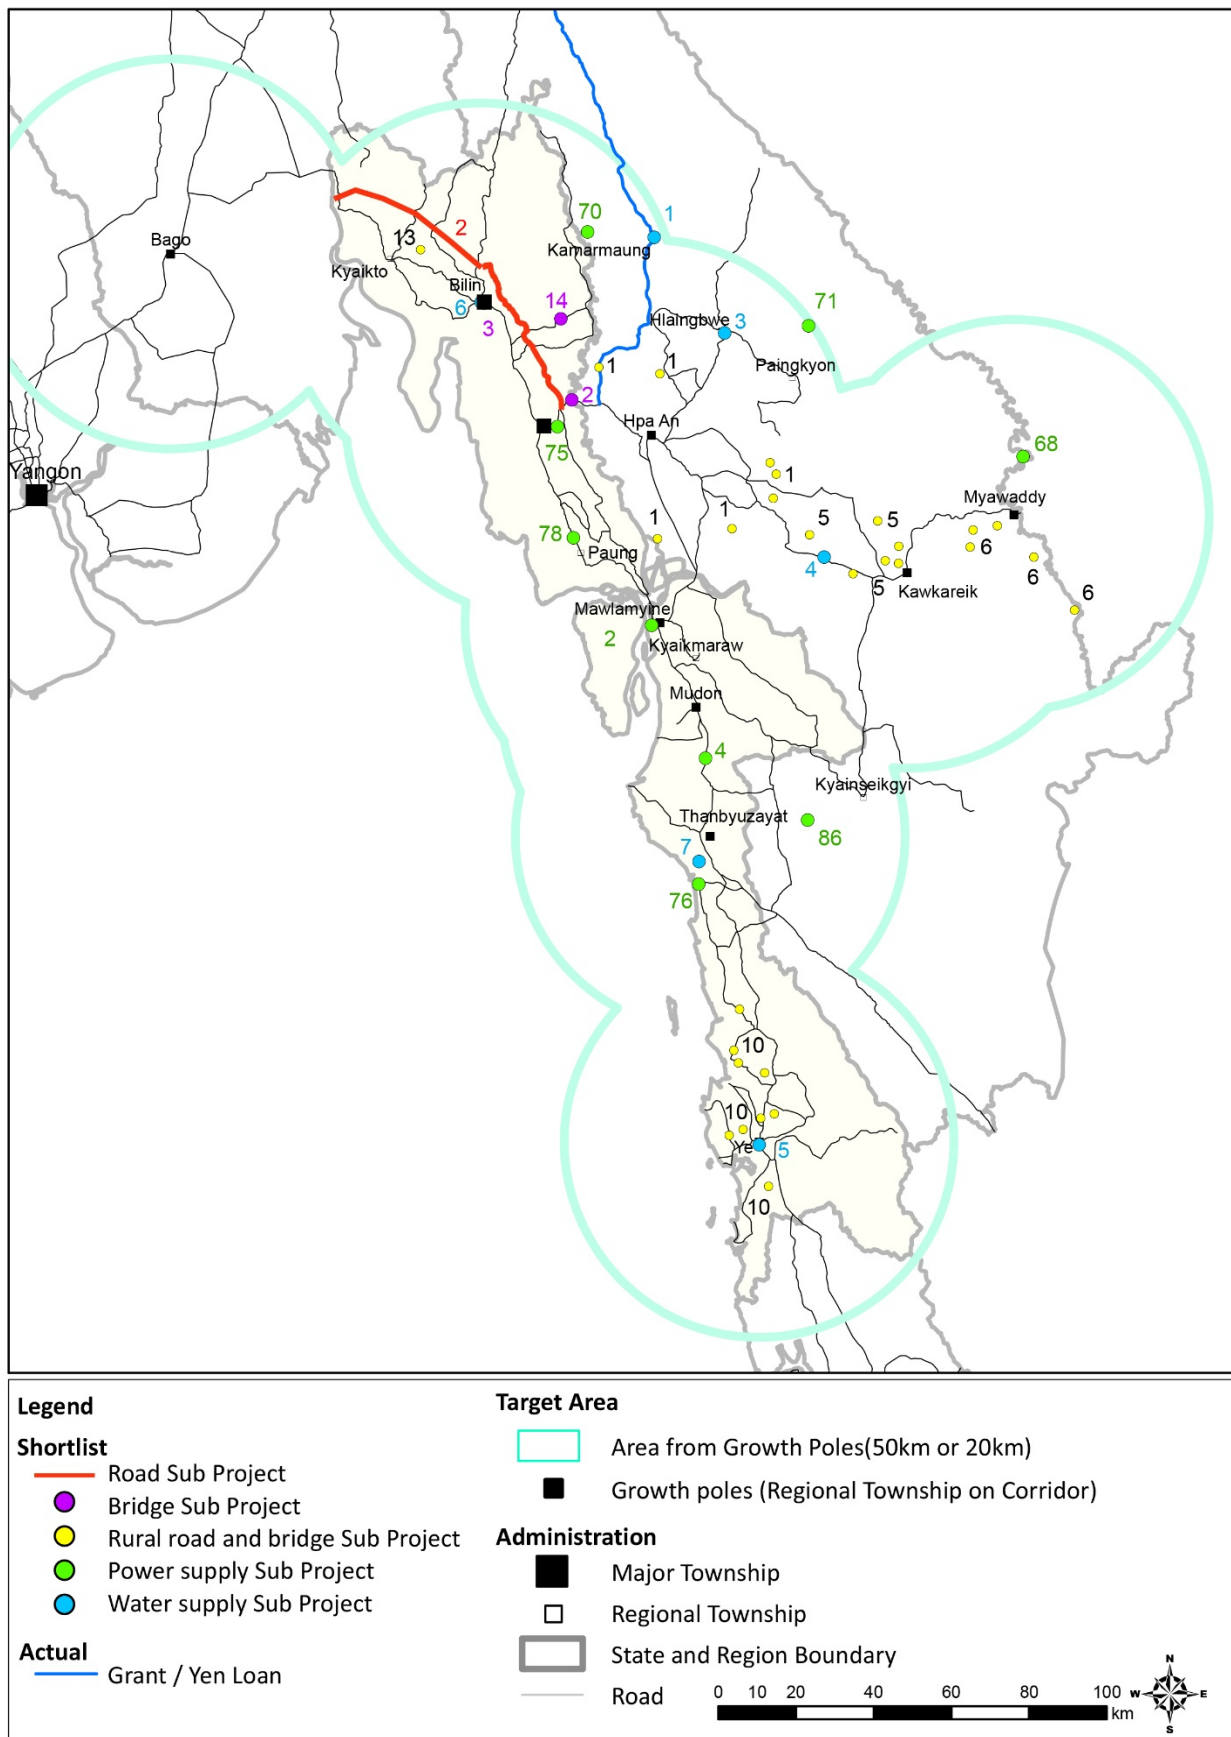 1
70
2
Bago
13
Kamarmaung
Kyaikto
Bilin
6
14
3
Hlaingbwe
3
71
Paingkyon
1
1
2
Hpa An
75
68
Yangon
1
Myawaddy
78
Paung
1
1
5
5
4
5
6
6
6
Kawkareik
Mawlamyine
2
Kyaikmaraw
Mudon
4
Kyainseikgyi
Thanbyuzayat
86
7
76
10
10
Ye
5
10
Legend
Shortlist
Road Sub Project
Bridge Sub Project
Rural road and bridge Sub Project
Power supply Sub Project
Water supply Sub Project
Actual
Grant / Yen Loan
Target Area
Area from Growth Poles(50km or 20km)
Growth poles (Regional Township on Corridor)
Administration
Major Township
Regional Township
State and Region Boundary
Road
0 10 20 40 60 80 100
km
N
W E
S